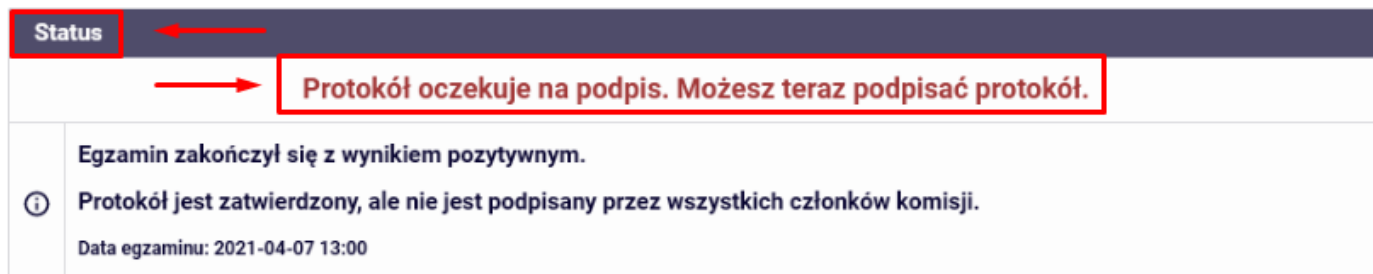 Status
Protokół oczekuje na podpis. Możesz teraz podpisać protokół.
Egzamin zakończył się z wynikiem pozytywnym.
Protokół jest zatwierdzony, ale nie jest podpisany przez wszystkich członków komisji.
Data egzaminu: 2021-04-07 13:00